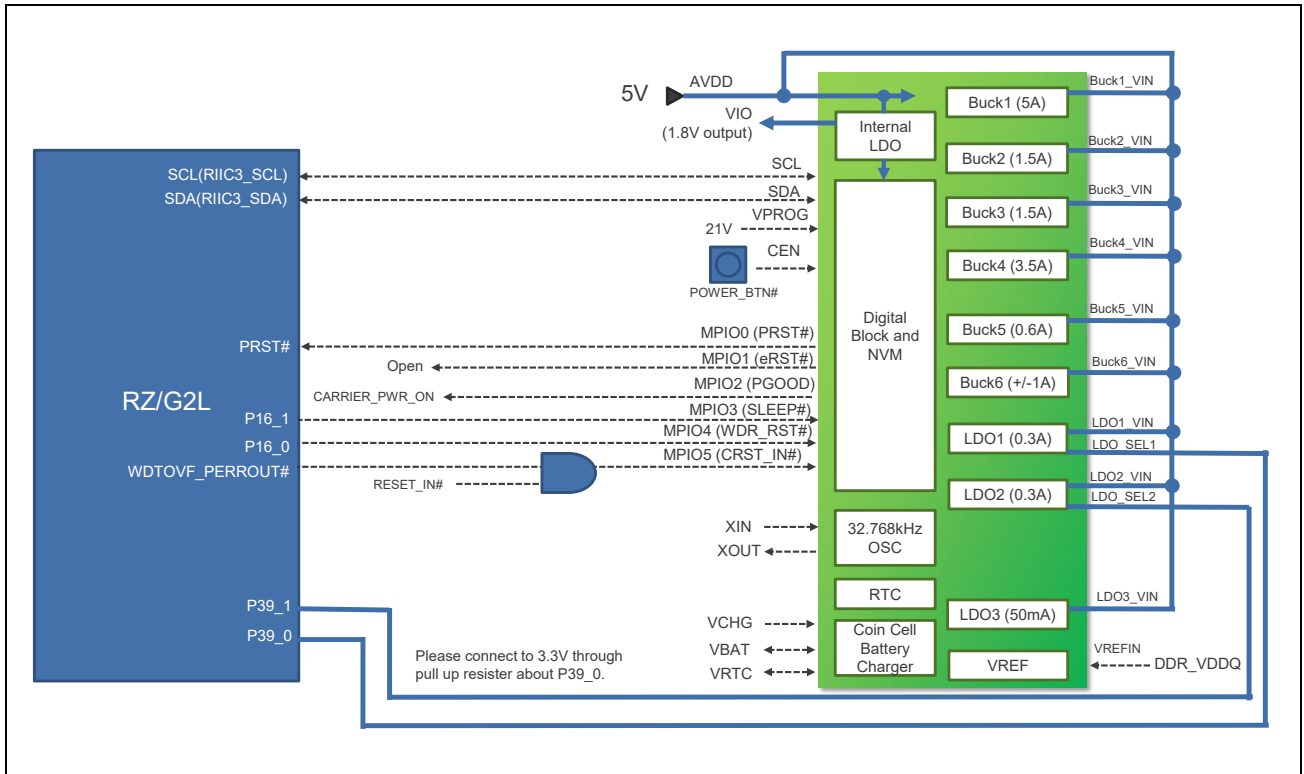 5V
AVDD
VIO
(1.8V output)
Internal
LDO
Buck1 (5A)
Buck1_VIN
Buck2 (1.5A)
Buck2_VIN
Buck3 (1.5A)
Buck3_VIN
Buck4 (3.5A)
Buck4_VIN
Buck5 (0.6A)
Buck5_VIN
Buck6 (+/-1A)
Buck6_VIN
LDO1 (0.3A)
LDO1_VIN
LDO_SEL1
LDO2 (0.3A)
LDO2_VIN
LDO_SEL2
LDO3 (50mA)
LDO3_VIN
VREF
VREFIN
DDR_VDDQ
SCL(RIIC3_SCL)
SCL
SDA(RIIC3_SDA)
SDA
VPROG
21V
CEN
POWER_BTN#
Digital
Block and
NVM
PRST#
MPIO0 (PRST#)
Open
MPIO1 (eRST#)
CARRIER_PWR_ON
MPIO2 (PGOOD)
RZ/G2L
P16_1
MPIO3 (SLEEP#)
P16_0
MPIO4 (WDR_RST#)
WDTOVF_PERROUT#
MPIO5 (CRST_IN#)
RESET_IN#
XIN
XOUT
32.768kHz
OSC
RTC
P39_1
P39_0
VCHG
VBAT
VRTC
Coin Cell
Battery
Charger
Please connect to 3.3V through
pull up resister about P39_0.